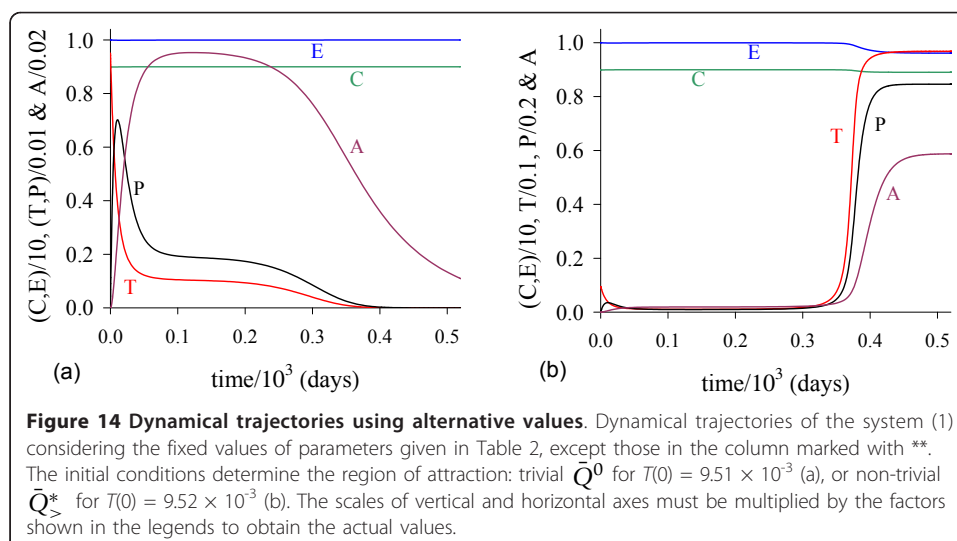 1.0
0.8
0.6
0.4
0.2
0.0
(C,E)/10, (T,P)/0.01 & A/0.02
E
C
A
P
T
0.0 0.1 0.2 0.3 0.4 0.5
(a)
time/10³ (days)
1.0
0.8
0.6
0.4
0.2
0.0
(C,E)/10, T/0.1, P/0.2 & A
E
C
T
P
A
0.0 0.1 0.2 0.3 0.4 0.5
(b)
time/10³ (days)
Figure 14 Dynamical trajectories using alternative values. Dynamical trajectories of the system (1)
considering the fixed values of parameters given in Table 2, except those in the column marked with **.
The initial conditions determine the region of attraction: trivial Q̄⁰ for T(0) = 9.51 × 10⁻³ (a), or non-trivial
Q̄*> for T(0) = 9.52 × 10⁻³ (b). The scales of vertical and horizontal axes must be multiplied by the factors
shown in the legends to obtain the actual values.